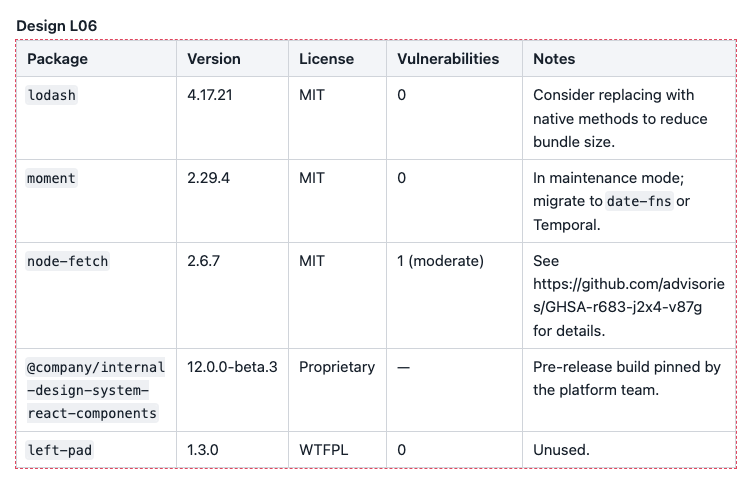 Design L06
Package Version License Vulnerabilities Notes
lodash 4.17.21 MIT 0 Consider replacing with
native methods to reduce
bundle size.
moment 2.29.4 MIT 0 In maintenance mode;
migrate to date-fns or
Temporal.
node-fetch 2.6.7 MIT 1 (moderate) See
https://github.com/advisorie
s/GHSA-r683-j2x4-v87g
for details.
@company/internal 12.0.0-beta.3 Proprietary — Pre-release build pinned by
-design-system- the platform team.
react-components
left-pad 1.3.0 WTFPL 0 Unused.